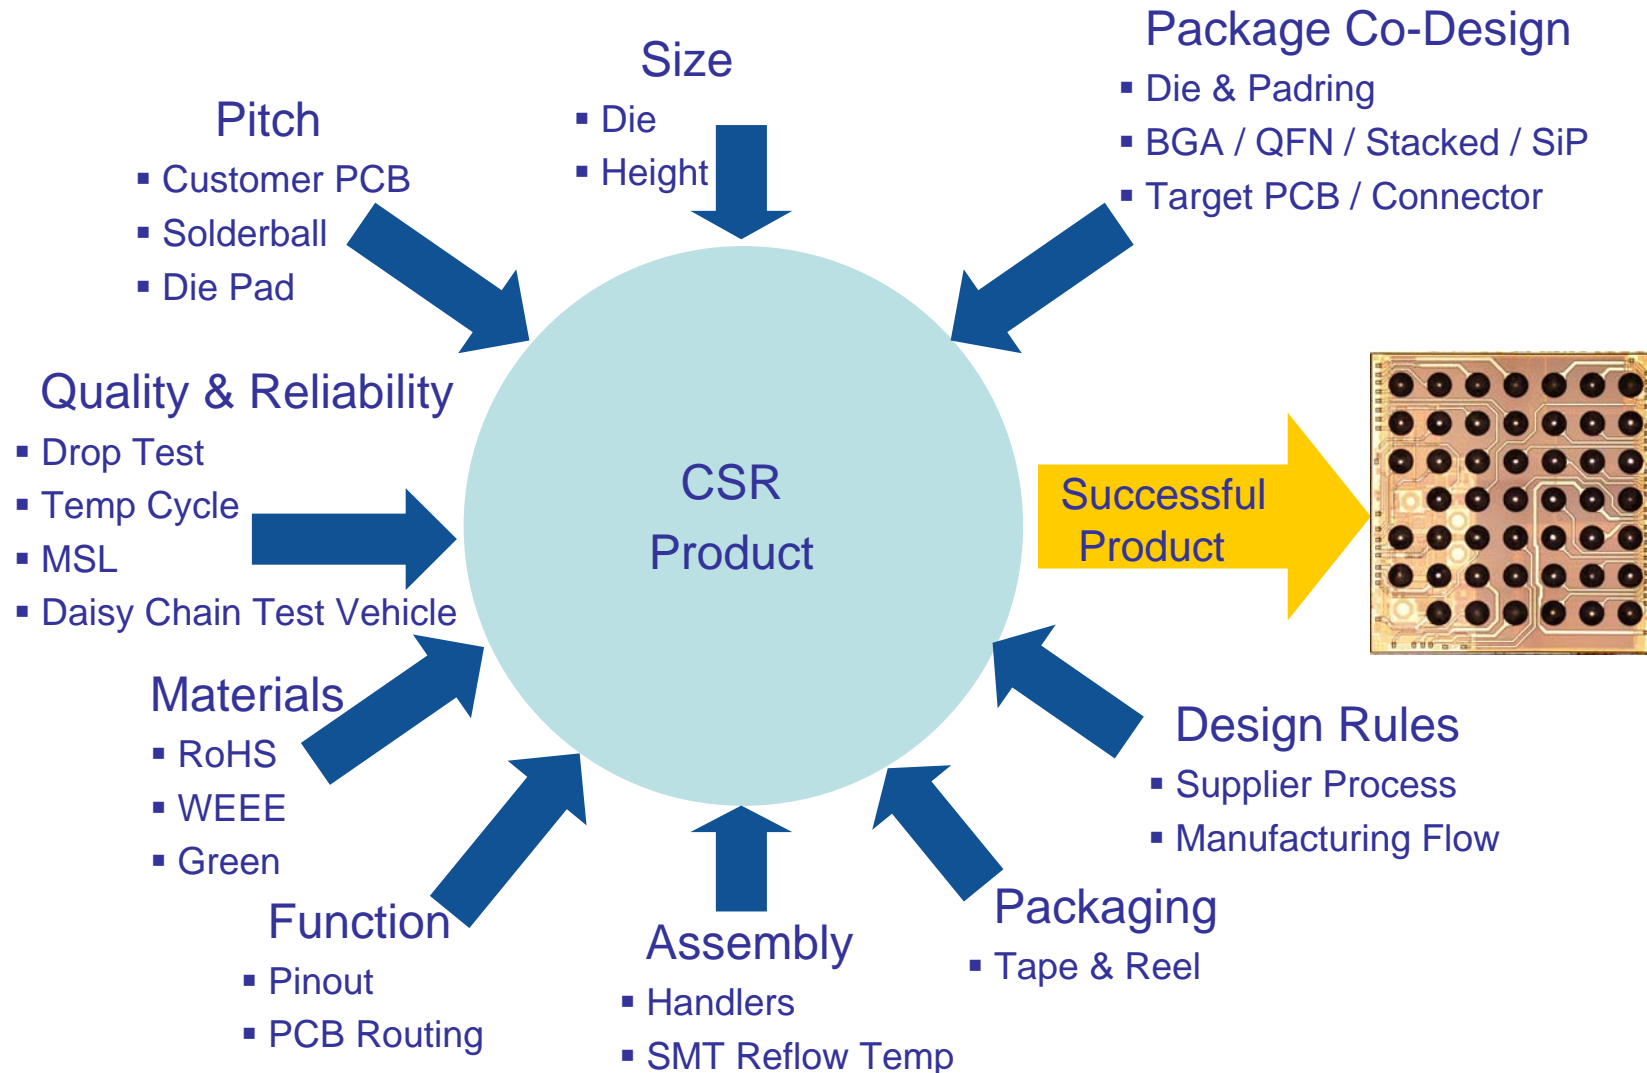 Size
▪ Die
▪ Height
Package Co-Design
▪ Die & Padring
▪ BGA / QFN / Stacked / SiP
▪ Target PCB / Connector
Pitch
▪ Customer PCB
▪ Solderball
▪ Die Pad
Quality & Reliability
▪ Drop Test
▪ Temp Cycle
▪ MSL
▪ Daisy Chain Test Vehicle
CSR
Product
Successful
Product
Materials
▪ RoHS
▪ WEEE
▪ Green
Design Rules
▪ Supplier Process
▪ Manufacturing Flow
Function
▪ Pinout
▪ PCB Routing
Assembly
▪ Handlers
▪ SMT Reflow Temp
Packaging
▪ Tape & Reel